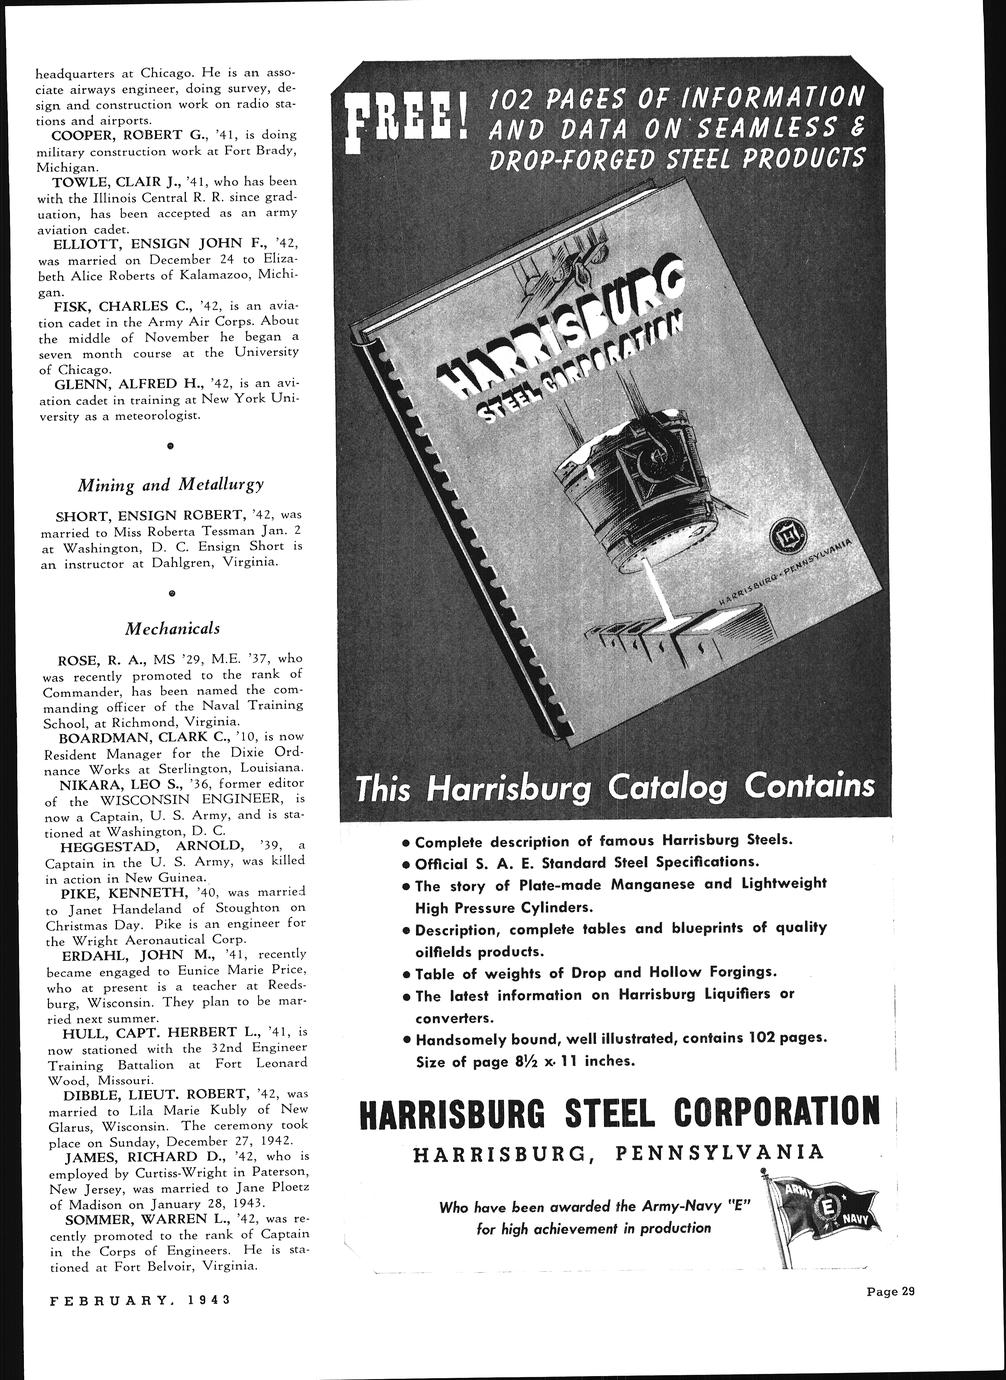 headquarters at Chicago. He is an asso-
ciate airways engineer, doing survey, de-
sign and construction work on radio sta-
tions and airports.
COOPER, ROBERT G., '41, is doing
military construction work at Fort Brady,
Michigan.
TOWLE, CLAIR J., '41, who has been
with the Illinois Central R. R. since grad-
uation, has been accepted as an army
aviation cadet.
ELLIOTT, ENSIGN JOHN F., '42,
was married on December 24 to Eliza-
beth Alice Roberts of Kalamazoo, Michi-
gan.
FISK, CHARLES C., '42, is an avia-
tion cadet in the Army Air Corps. About
the middle of November he began a
seven month course at the University
of Chicago.
GLENN, ALFRED H., '42, is an avi-
ation cadet in training at New York Uni-
versity as a meteorologist.
Mining and Metallurgy
SHORT, ENSIGN ROBERT, '42, was
married to Miss Roberta Tessman Jan. 2
at Washington, D. C. Ensign Short is
an instructor at Dahlgren, Virginia.
Mechanicals
ROSE, R. A., MS '29, M.E. '37, who
was recently promoted to the rank of
Commander, has been named the com-
manding officer of the Naval Training
School, at Richmond, Virginia.
BOARDMAN, CLARK C., '10, is now
Resident Manager for the Dixie Ord-
nance Works at Sterlington, Louisiana.
NIKARA, LEO S., '36, former editor
of the WISCONSIN ENGINEER, is
now a Captain, U. S. Army, and is sta-
tioned at Washington, D. C.
HEGGESTAD, ARNOLD, '39, a
Captain in the U. S. Army, was killed
in action in New Guinea.
PIKE, KENNETH, '40, was married
to Janet Handeland of Stoughton on
Christmas Day. Pike is an engineer for
the Wright Aeronautical Corp.
ERDAHL, JOHN M., '41, recently
became engaged to Eunice Marie Price,
who at present is a teacher at Reeds-
burg, Wisconsin. They plan to be mar-
ried next summer.
HULL, CAPT. HERBERT L., '41, is
now stationed with the 32nd Engineer
Training Battalion at Fort Leonard
Wood, Missouri.
DIBBLE, LIEUT. ROBERT, '42, was
married to Lila Marie Kubly of New
Glarus, Wisconsin. The ceremony took
place on Sunday, December 27, 1942.
JAMES, RICHARD D., '42, who is
employed by Curtiss-Wright in Paterson,
New Jersey, was married to Jane Ploetz
of Madison on January 28, 1943.
SOMMER, WARREN L., '42, was re-
cently promoted to the rank of Captain
in the Corps of Engineers. He is sta-
tioned at Fort Belvoir, Virginia.
FREE!
102 PAGES OF INFORMATION
AND DATA ON SEAMLESS &
DROP-FORGED STEEL PRODUCTS
HARRISBURG
STEEL CORPORATION
H
HARRISBURG • PENNSYLVANIA
This Harrisburg Catalog Contains
• Complete description of famous Harrisburg Steels.
• Official S. A. E. Standard Steel Specifications.
• The story of Plate-made Manganese and Lightweight
High Pressure Cylinders.
• Description, complete tables and blueprints of quality
oilfields products.
• Table of weights of Drop and Hollow Forgings.
• The latest information on Harrisburg Liquifiers or
converters.
• Handsomely bound, well illustrated, contains 102 pages.
Size of page 8½ x 11 inches.
HARRISBURG STEEL CORPORATION
HARRISBURG, PENNSYLVANIA
Who have been awarded the Army-Navy "E"
for high achievement in production
ARMY
E
NAVY
FEBRUARY, 1943
Page 29